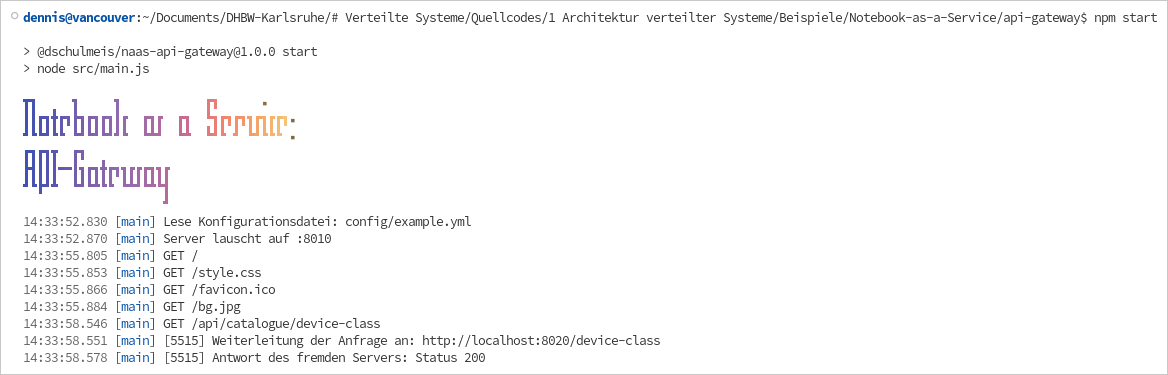 dennis@vancouver:~/Documents/DHBW-Karlsruhe/# Verteilte Systeme/Quellcodes/1 Architektur verteilter Systeme/Beispiele/Notebook-as-a-Service/api-gateway$ npm start
> @dschulmeis/naas-api-gateway@1.0.0 start
> node src/main.js
Notebook as a Service:
API-Gateway
14:33:52.830 [main] Lese Konfigurationsdatei: config/example.yml
14:33:52.870 [main] Server lauscht auf :8010
14:33:55.805 [main] GET /
14:33:55.853 [main] GET /style.css
14:33:55.866 [main] GET /favicon.ico
14:33:55.884 [main] GET /bg.jpg
14:33:58.546 [main] GET /api/catalogue/device-class
14:33:58.551 [main] [5515] Weiterleitung der Anfrage an: http://localhost:8020/device-class
14:33:58.578 [main] [5515] Antwort des fremden Servers: Status 200